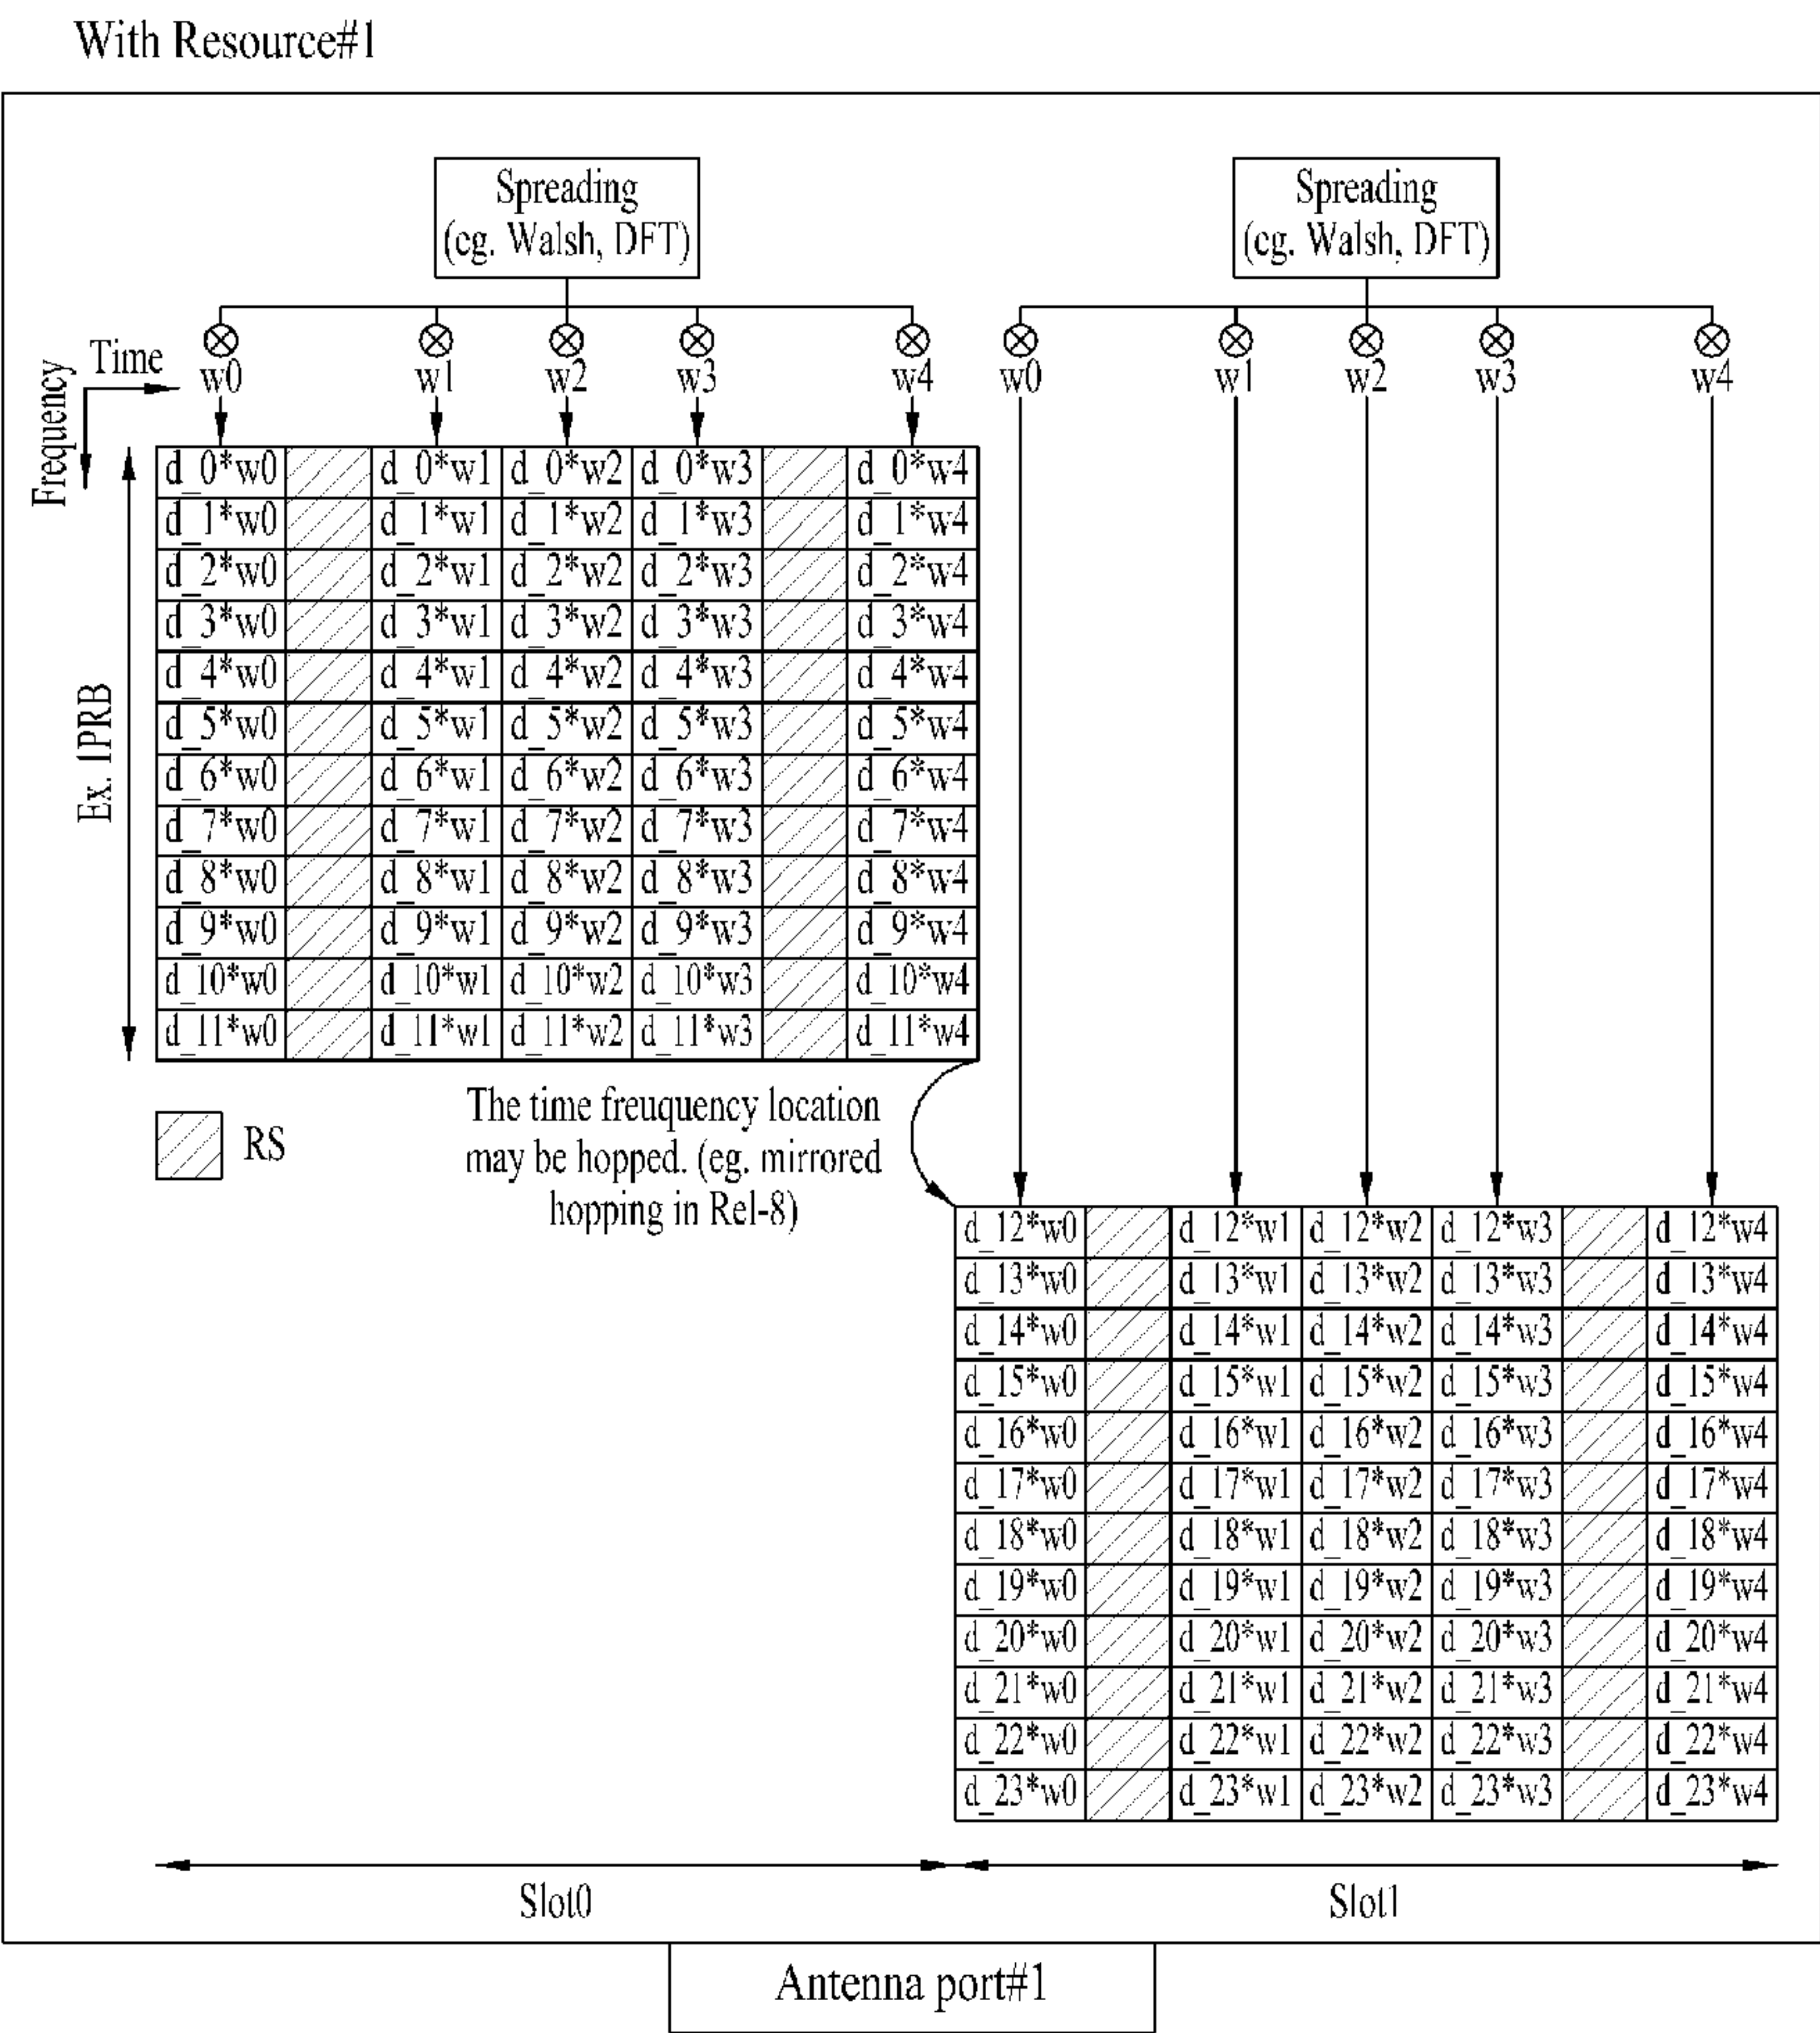 With Resource#1
Spreading
(eg. Walsh, DFT)
Spreading
(eg. Walsh, DFT)
Time
Frequency
w0 w1 w2 w3 w4 w0 w1 w2 w3 w4
Ex. 1PRB
d_0*w0 d_0*w1 d_0*w2 d_0*w3 d_0*w4
d_1*w0 d_1*w1 d_1*w2 d_1*w3 d_1*w4
d_2*w0 d_2*w1 d_2*w2 d_2*w3 d_2*w4
d_3*w0 d_3*w1 d_3*w2 d_3*w3 d_3*w4
d_4*w0 d_4*w1 d_4*w2 d_4*w3 d_4*w4
d_5*w0 d_5*w1 d_5*w2 d_5*w3 d_5*w4
d_6*w0 d_6*w1 d_6*w2 d_6*w3 d_6*w4
d_7*w0 d_7*w1 d_7*w2 d_7*w3 d_7*w4
d_8*w0 d_8*w1 d_8*w2 d_8*w3 d_8*w4
d_9*w0 d_9*w1 d_9*w2 d_9*w3 d_9*w4
d_10*w0 d_10*w1 d_10*w2 d_10*w3 d_10*w4
d_11*w0 d_11*w1 d_11*w2 d_11*w3 d_11*w4
RS
The time freuquency location
may be hopped. (eg. mirrored
hopping in Rel-8)
d_12*w0 d_12*w1 d_12*w2 d_12*w3 d_12*w4
d_13*w0 d_13*w1 d_13*w2 d_13*w3 d_13*w4
d_14*w0 d_14*w1 d_14*w2 d_14*w3 d_14*w4
d_15*w0 d_15*w1 d_15*w2 d_15*w3 d_15*w4
d_16*w0 d_16*w1 d_16*w2 d_16*w3 d_16*w4
d_17*w0 d_17*w1 d_17*w2 d_17*w3 d_17*w4
d_18*w0 d_18*w1 d_18*w2 d_18*w3 d_18*w4
d_19*w0 d_19*w1 d_19*w2 d_19*w3 d_19*w4
d_20*w0 d_20*w1 d_20*w2 d_20*w3 d_20*w4
d_21*w0 d_21*w1 d_21*w2 d_21*w3 d_21*w4
d_22*w0 d_22*w1 d_22*w2 d_22*w3 d_22*w4
d_23*w0 d_23*w1 d_23*w2 d_23*w3 d_23*w4
Slot0
Slot1
Antenna port#1